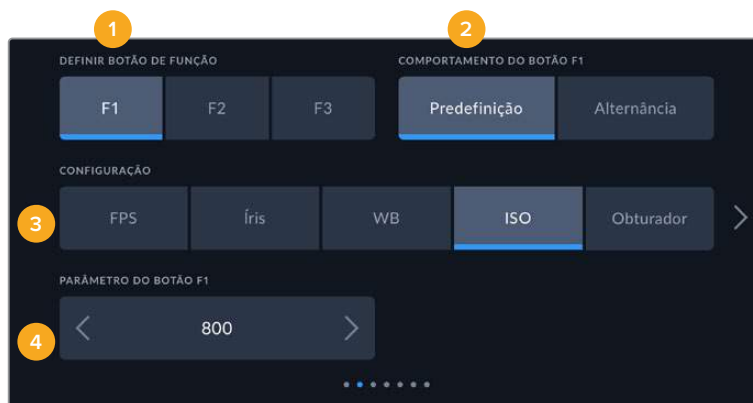 1 2
DEFINIR BOTÃO DE FUNÇÃO COMPORTAMENTO DO BOTÃO F1
F1 F2 F3 Predefinição Alternância
CONFIGURAÇÃO
3 FPS Íris WB ISO Obturador
PARÂMETRO DO BOTÃO F1
4 800